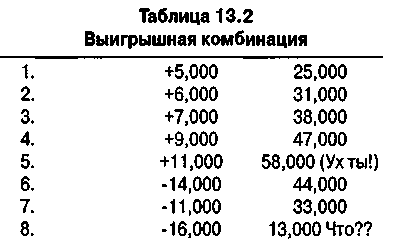 Таблица 13.2
Выигрышная комбинация
1. +5,000 25,000
2. +6,000 31,000
3. +7,000 38,000
4. +9,000 47,000
5. +11,000 58,000 (Ух ты!)
6. -14,000 44,000
7. -11,000 33,000
8. -16,000 13,000 Что??